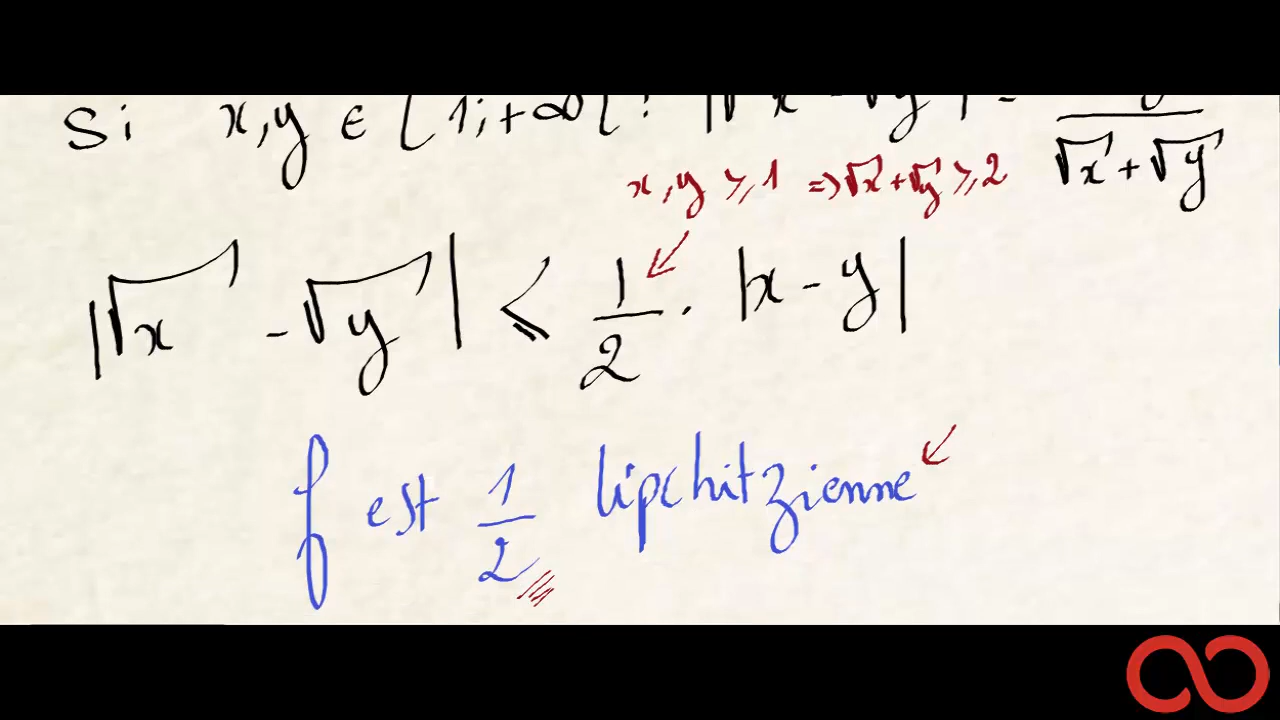 Si x, y ∈ [1; +∞[ : |√x - √y| = y / (√x + √y)
x, y ⩾ 1 => √x + √y ⩾ 2
|√x - √y| ⩽ 1/2 . |x - y|
f est 1/2 lipchitzienne